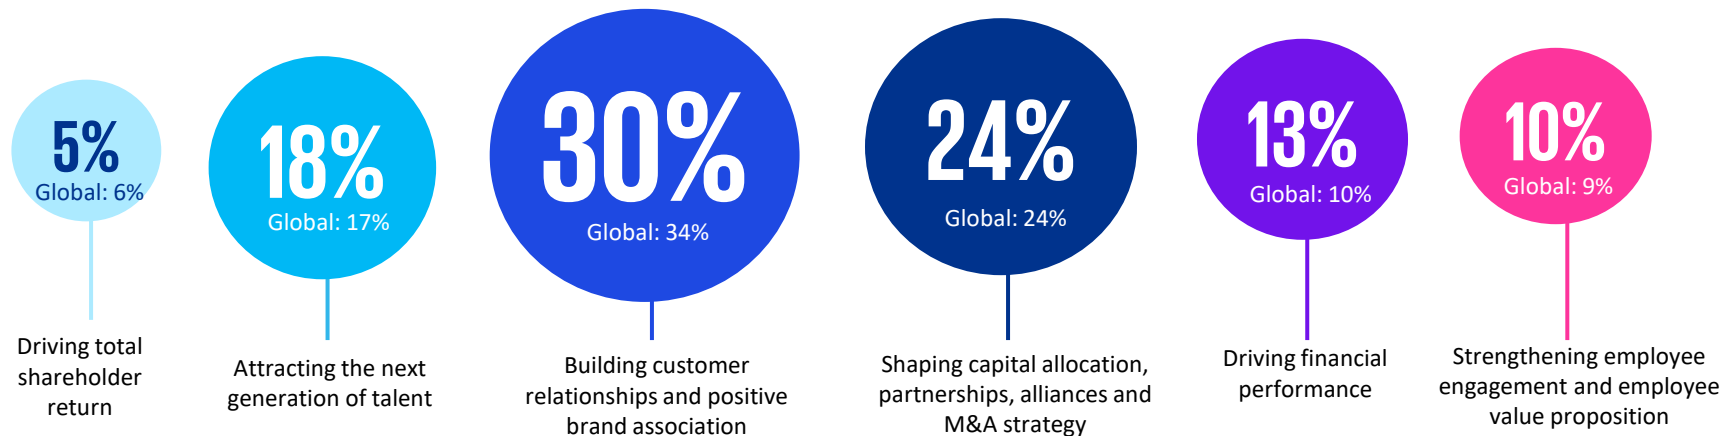 5%
Global: 6%
Driving total
shareholder
return
18%
Global: 17%
Attracting the next
generation of talent
30%
Global: 34%
Building customer
relationships and positive
brand association
24%
Global: 24%
Shaping capital allocation,
partnerships, alliances and
M&A strategy
13%
Global: 10%
Driving financial
performance
10%
Global: 9%
Strengthening employee
engagement and employee
value proposition